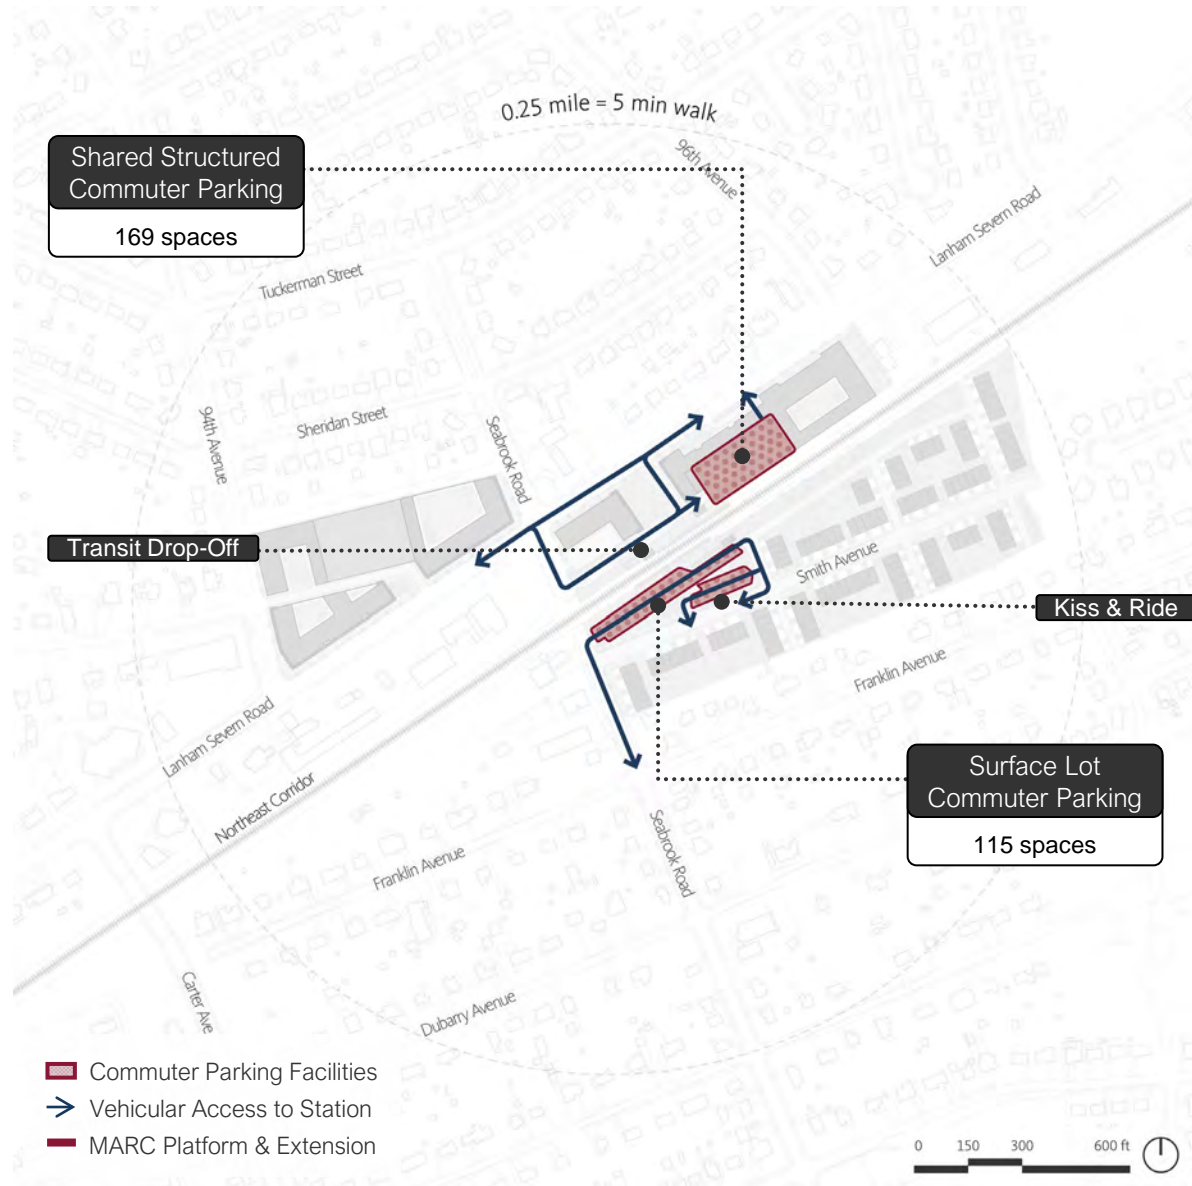 0.25 mile = 5 min walk
96th Avenue
Shared Structured
Commuter Parking
169 spaces
Lanham Severn Road
Tuckerman Street
94th Avenue
Sheridan Street
Seabrook Road
Transit Drop-Off
Smith Avenue
Kiss & Ride
Franklin Avenue
Lanham Severn Road
Northeast Corridor
Surface Lot
Commuter Parking
115 spaces
Seabrook Road
Franklin Avenue
Carter Ave
Dubarry Avenue
Commuter Parking Facilities
Vehicular Access to Station
MARC Platform & Extension
0 150 300 600 ft